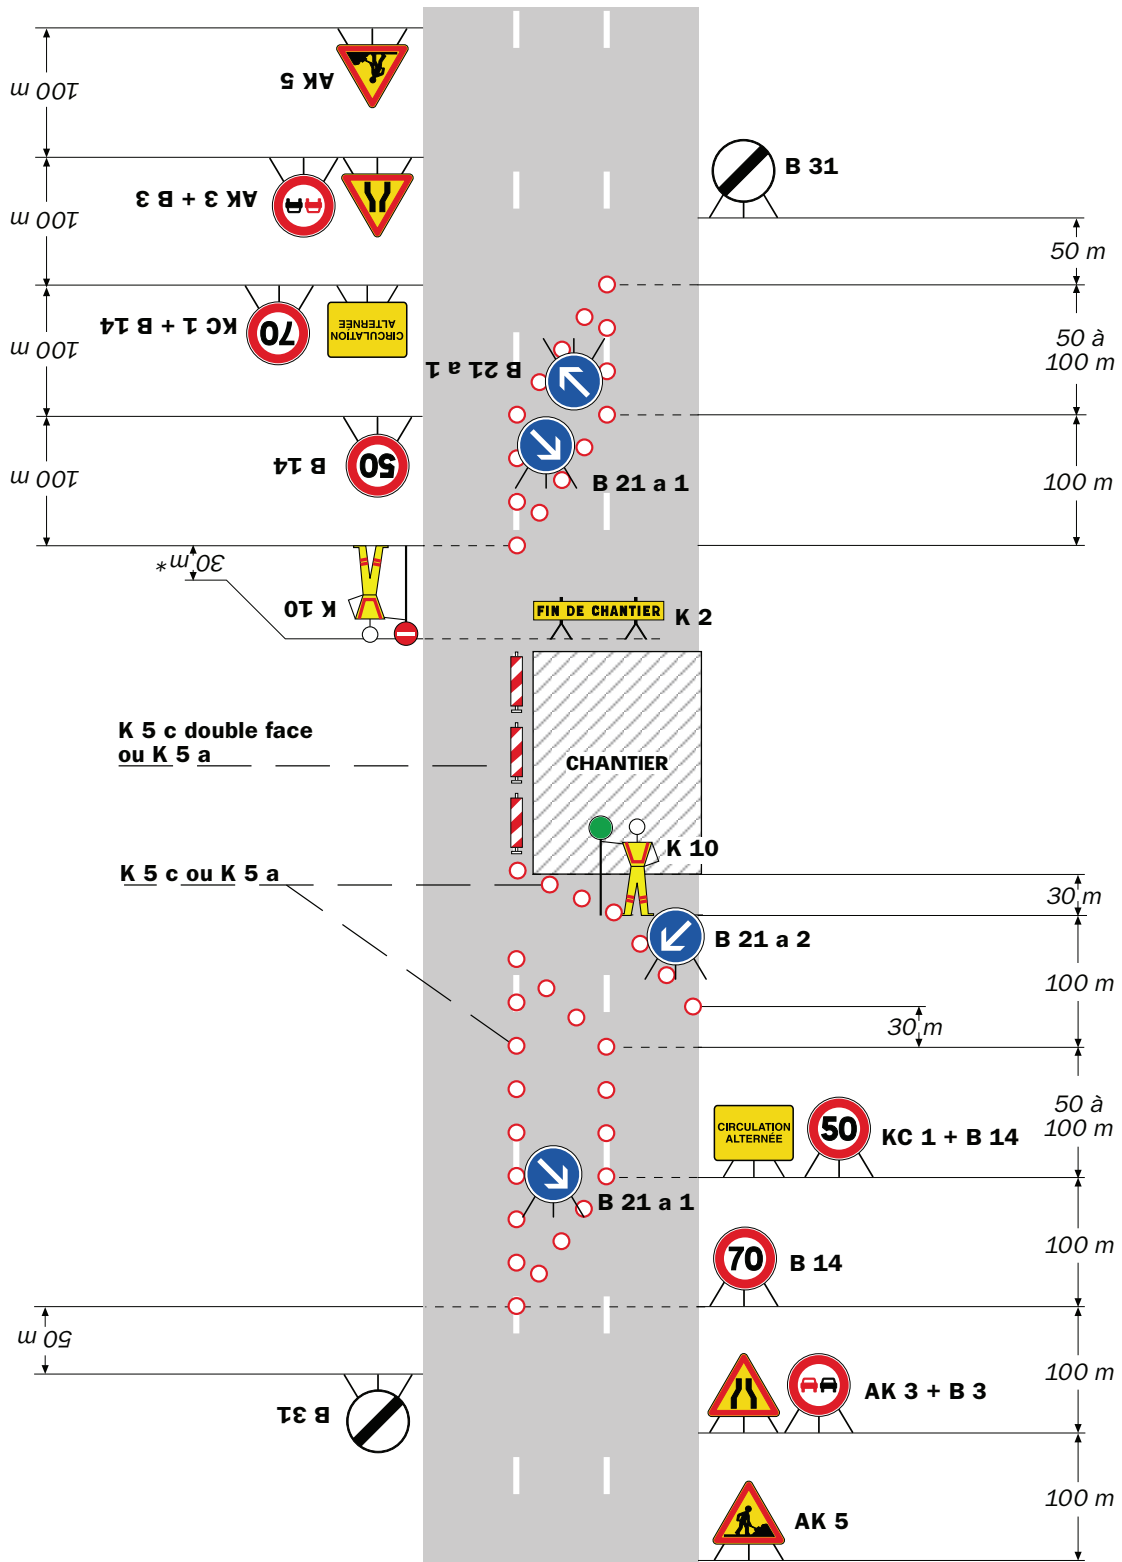 AK 5
100 m
B 31
AK 3 + B 3
100 m
50 m
KC 1 + B 14
70
CIRCULATION
ALTERNÉE
100 m
50 à
100 m
B 21 a 1
B 14
50
100 m
B 21 a 1
100 m
30 m*
K 10
FIN DE CHANTIER
K 2
K 5 c double face
ou K 5 a
CHANTIER
K 10
K 5 c ou K 5 a
30 m
B 21 a 2
100 m
30 m
CIRCULATION
ALTERNÉE
50
KC 1 + B 14
50 à
100 m
B 21 a 1
70
B 14
100 m
50 m
AK 3 + B 3
100 m
B 31
AK 5
100 m